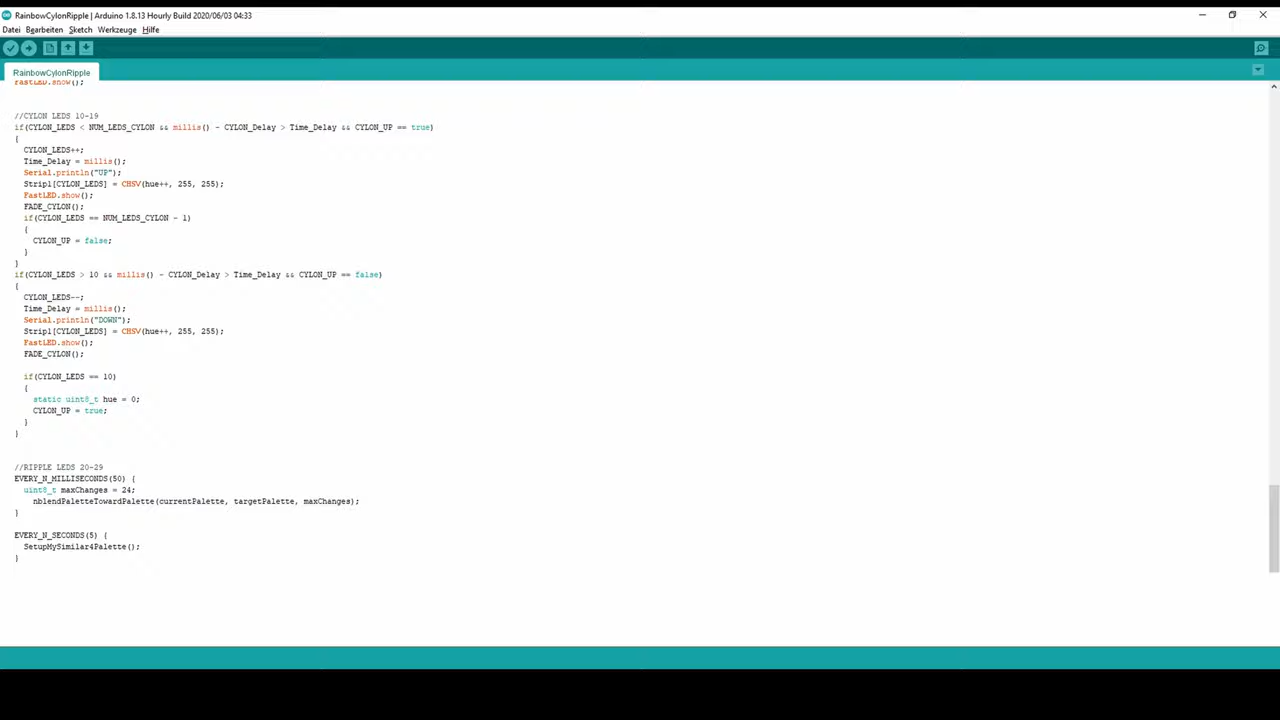 RainbowCylonRipple | Arduino 1.8.13 Hourly Build 2020/06/03 04:33
Datei Bearbeiten Sketch Werkzeuge Hilfe
RainbowCylonRipple
FastLED.show();
//CYLON LEDS 10-19
if(CYLON_LEDS < NUM_LEDS_CYLON && millis() - CYLON_Delay > Time_Delay && CYLON_UP == true)
{
CYLON_LEDS++;
Time_Delay = millis();
Serial.println("UP");
Strip1[CYLON_LEDS] = CHSV(hue++, 255, 255);
FastLED.show();
FADE_CYLON();
if(CYLON_LEDS == NUM_LEDS_CYLON - 1)
{
CYLON_UP = false;
}
}
if(CYLON_LEDS > 10 && millis() - CYLON_Delay > Time_Delay && CYLON_UP == false)
{
CYLON_LEDS--;
Time_Delay = millis();
Serial.println("DOWN");
Strip1[CYLON_LEDS] = CHSV(hue++, 255, 255);
FastLED.show();
FADE_CYLON();
if(CYLON_LEDS == 10)
{
static uint8_t hue = 0;
CYLON_UP = true;
}
}
//RIPPLE LEDS 20-29
EVERY_N_MILLISECONDS(50) {
uint8_t maxChanges = 24;
nblendPaletteTowardPalette(currentPalette, targetPalette, maxChanges);
}
EVERY_N_SECONDS(5) {
SetupMySimilar4Palette();
}